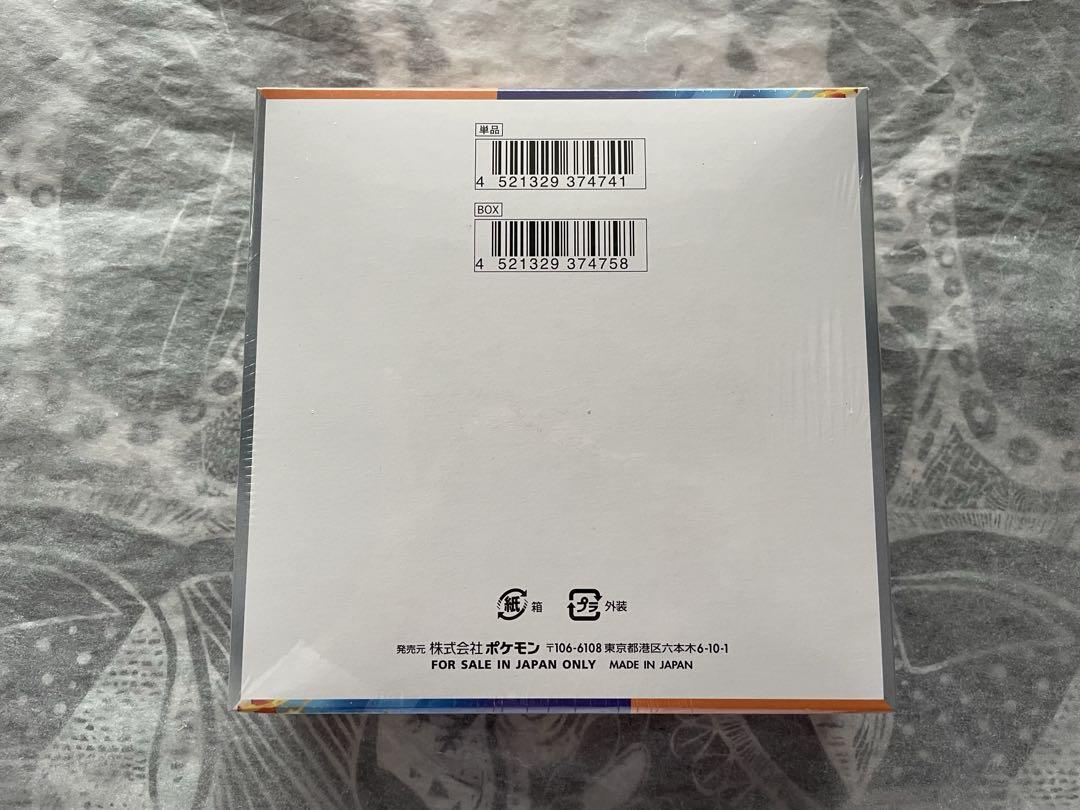 単品
4 521329 374741
BOX
4 521329 374758
紙 箱 プラ 外装
発売元 株式会社 ポケモン 〒106-6108 東京都港区六本木6-10-1
FOR SALE IN JAPAN ONLY MADE IN JAPAN